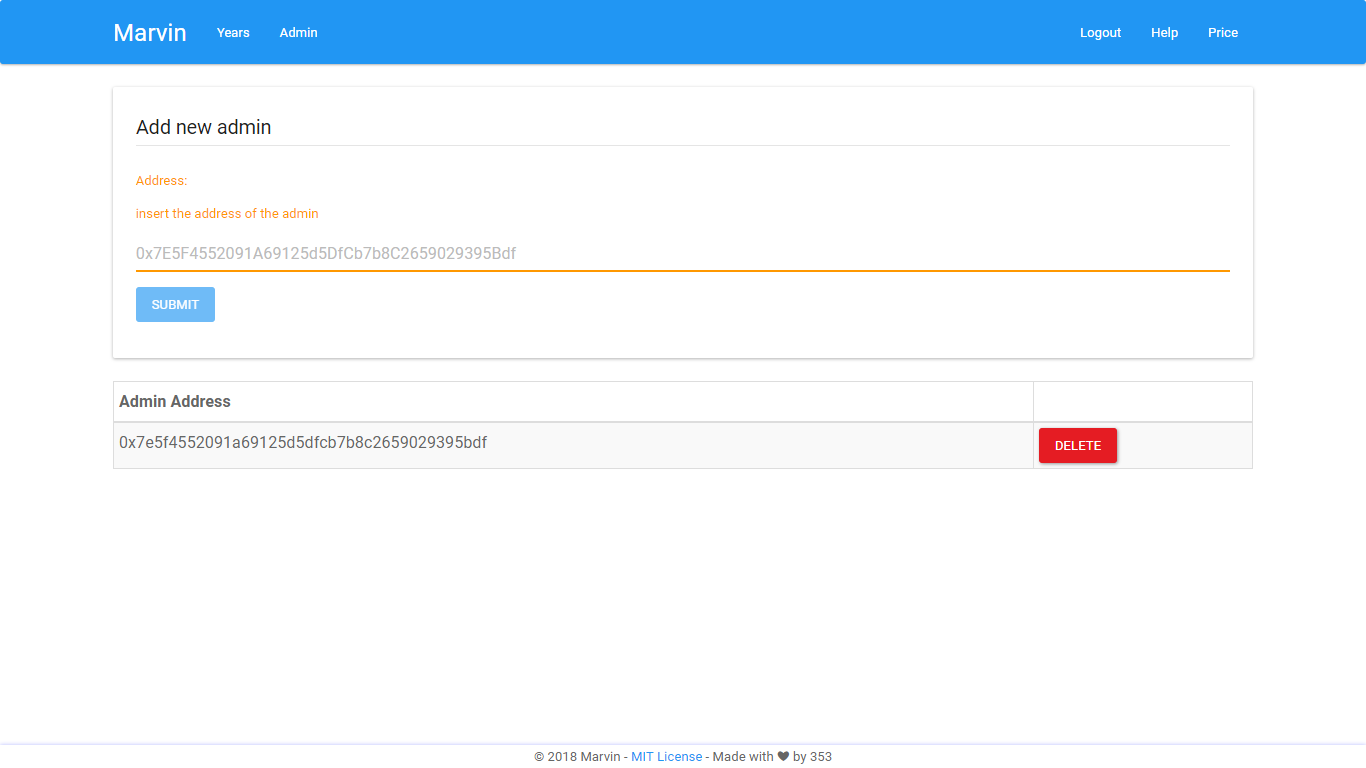 Marvin Years Admin Logout Help Price
Add new admin
Address:
insert the address of the admin
0x7E5F4552091A69125d5DfCb7b8C2659029395Bdf
SUBMIT
Admin Address
0x7e5f4552091a69125d5dfcb7b8c2659029395bdf DELETE
© 2018 Marvin - MIT License - Made with ❤ by 353